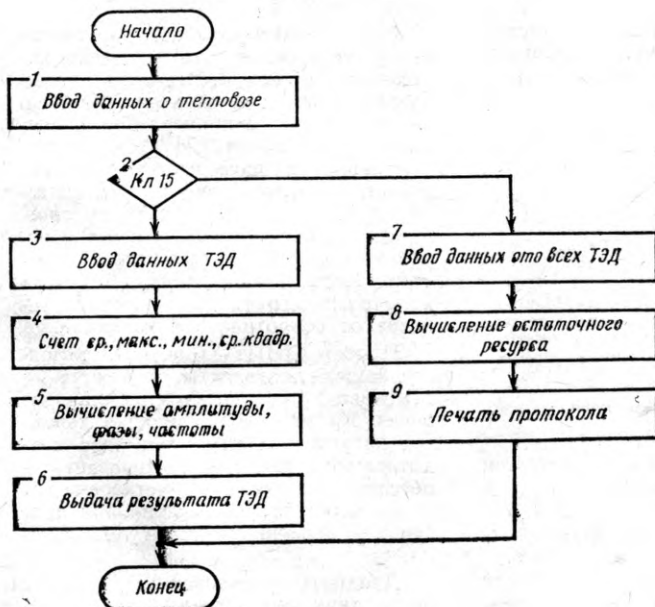 Начало
1
Ввод данных о тепловозе
2
Кл 15
3
Ввод данных ТЭД
4
Счет ср., макс., мин., ср. квадр.
5
Вычисление амплитуды,
фазы, частоты
6
Выдача результата ТЭД
7
Ввод данных ото всех ТЭД
8
Вычисление остаточного
ресурса
9
Печать протокола
Конец